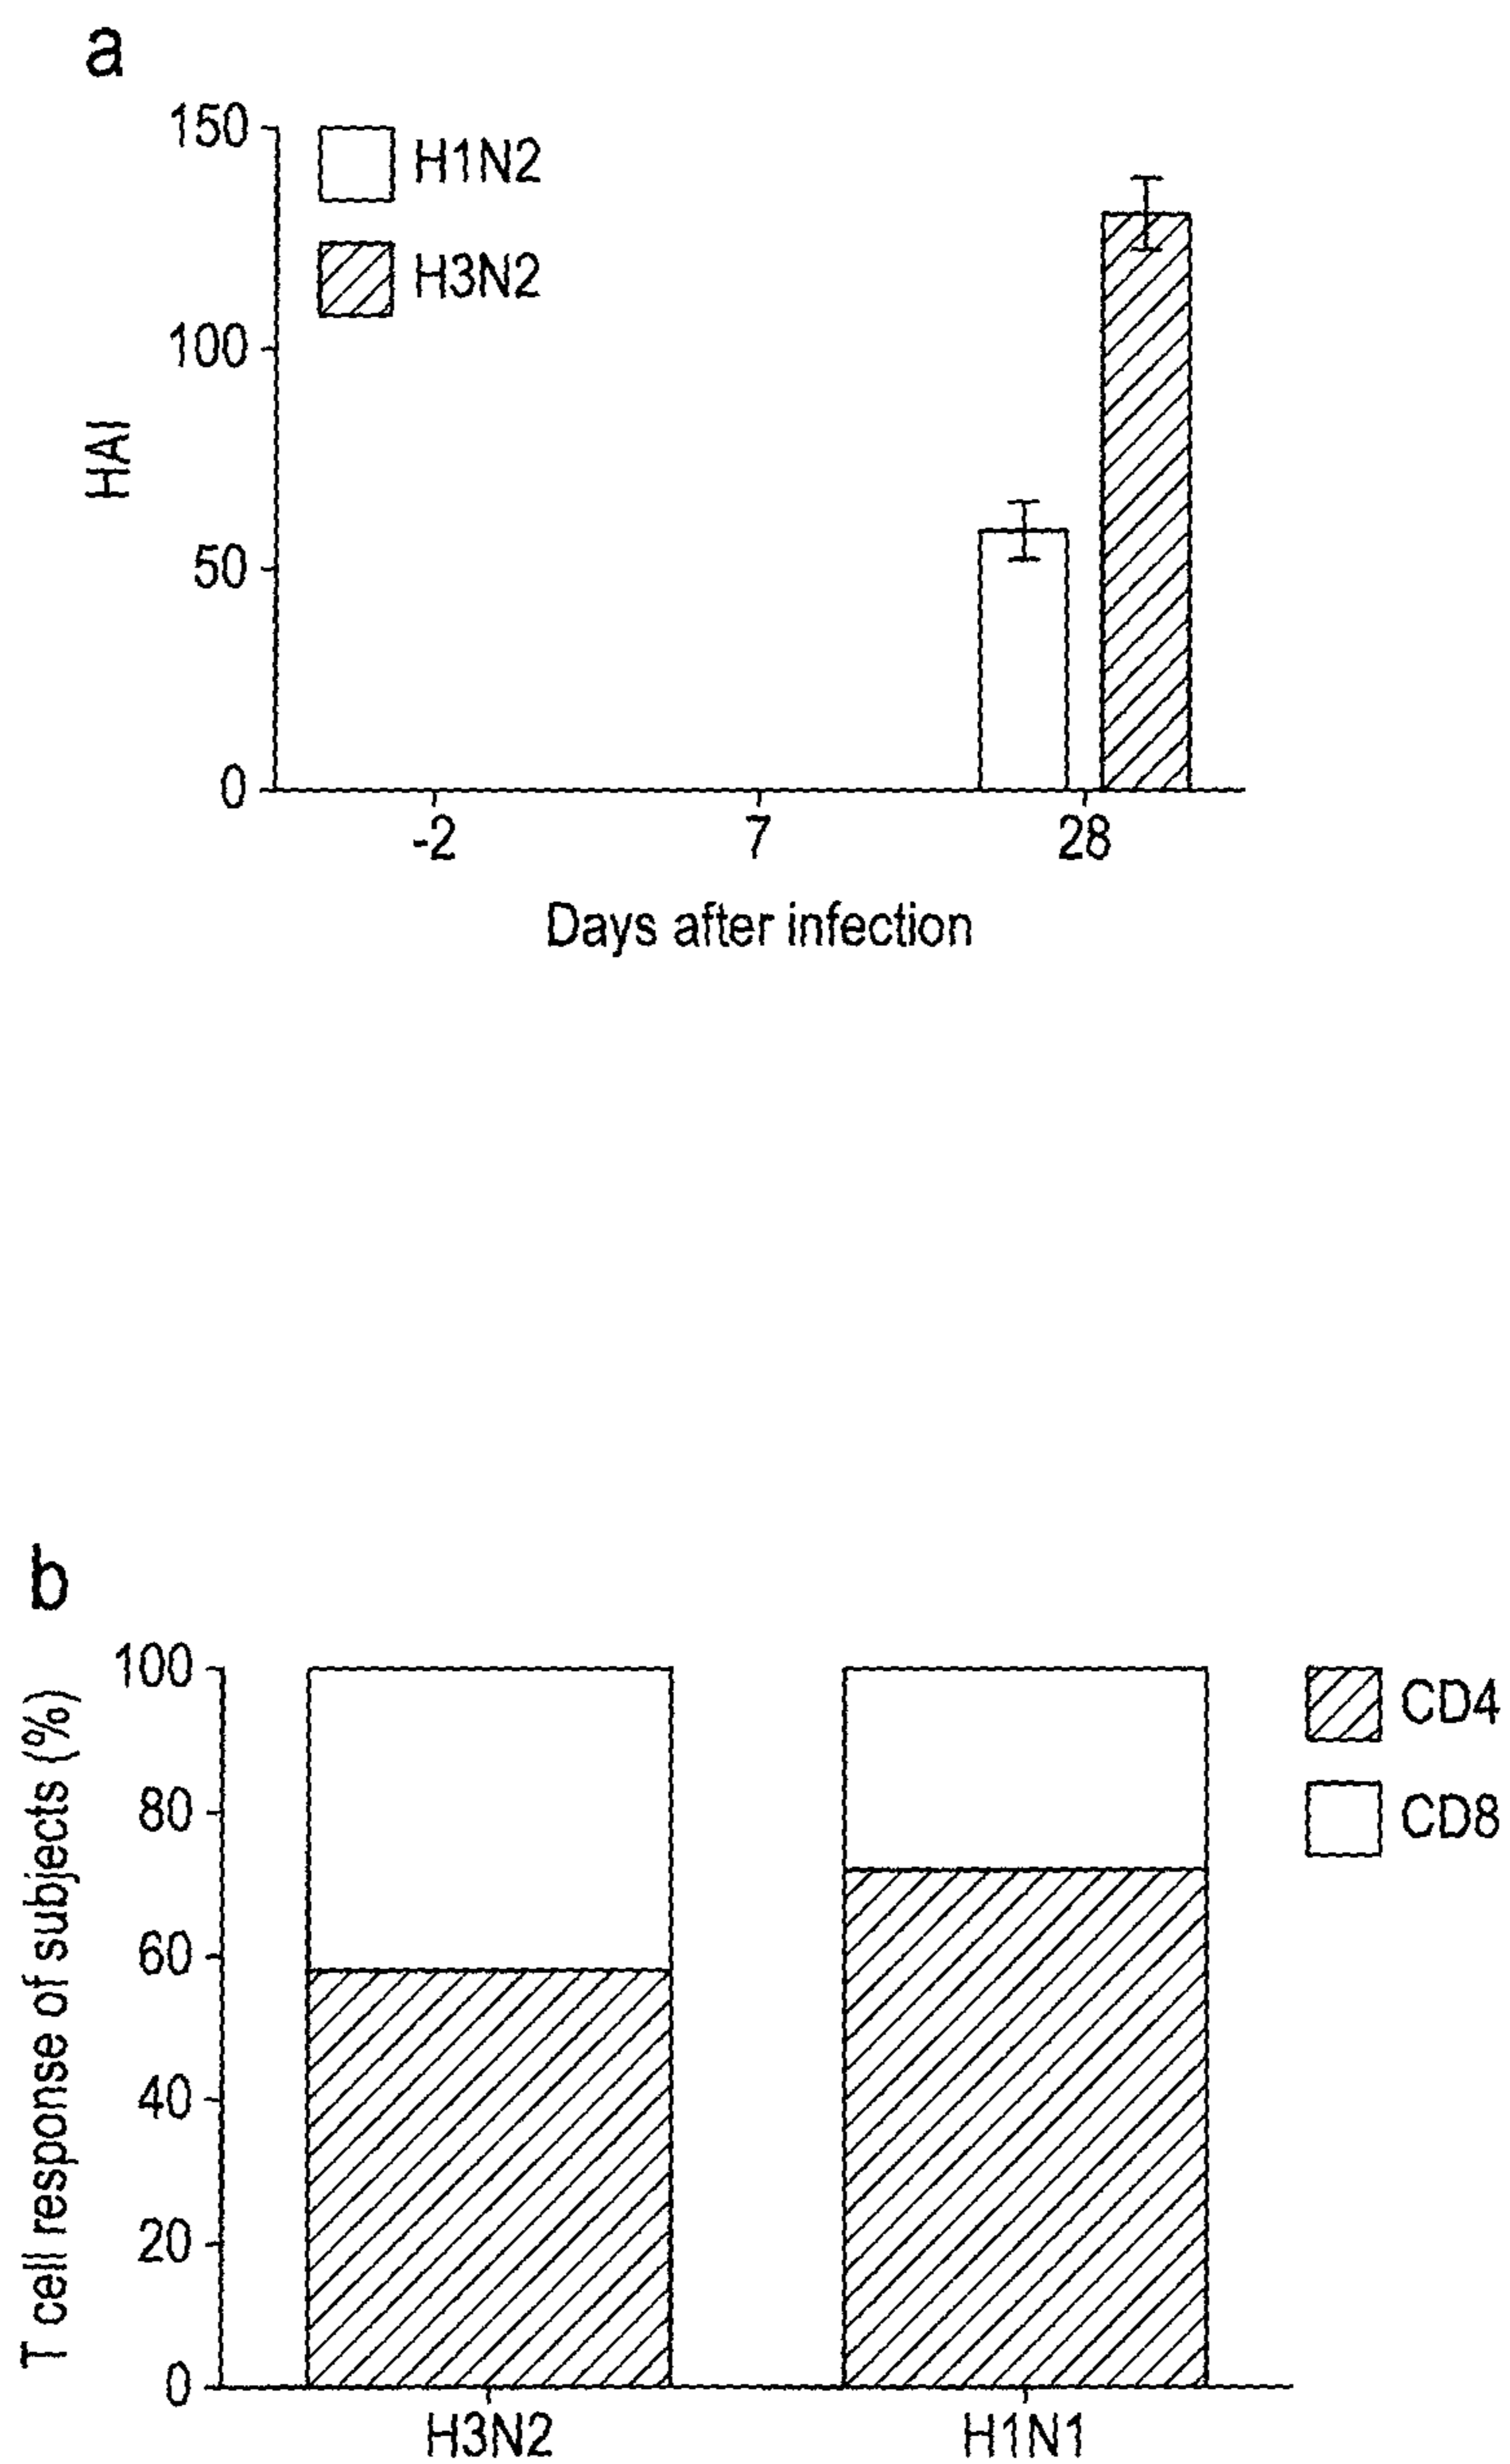 a
150
H1N2
H3N2
100
HAI
50
0
-2 7 28
Days after infection
b
T cell response of subjects (%)
100
CD4
80
CD8
60
40
20
0
H3N2 H1N1